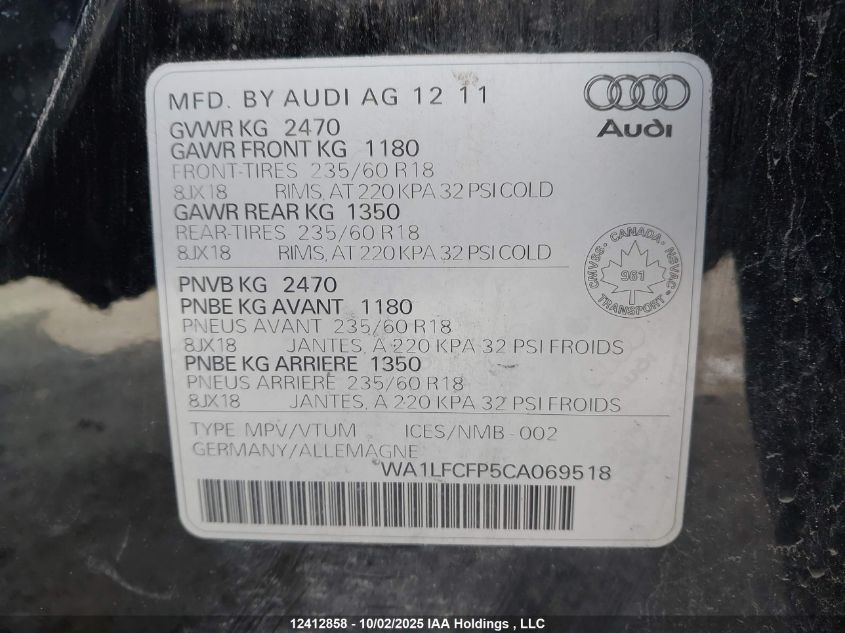 MFD. BY AUDI AG 12 11
Audi
GVWR KG 2470
GAWR FRONT KG 1180
FRONT-TIRES 235/60 R18
8JX18 RIMS, AT 220 KPA 32 PSI COLD
GAWR REAR KG 1350
REAR-TIRES 235/60 R18
8JX18 RIMS, AT 220 KPA 32 PSI COLD
CMVSS - CANADA - NSVAC
961
TRANSPORT
PNVB KG 2470
PNBE KG AVANT 1180
PNEUS AVANT 235/60 R18
8JX18 JANTES, A 220 KPA 32 PSI FROIDS
PNBE KG ARRIERE 1350
PNEUS ARRIERE 235/60 R18
8JX18 JANTES, A 220 KPA 32 PSI FROIDS
TYPE MPV/VTUM ICES/NMB-002
GERMANY/ALLEMAGNE
WA1LFCFP5CA069518
12412858 - 10/02/2025 IAA Holdings , LLC